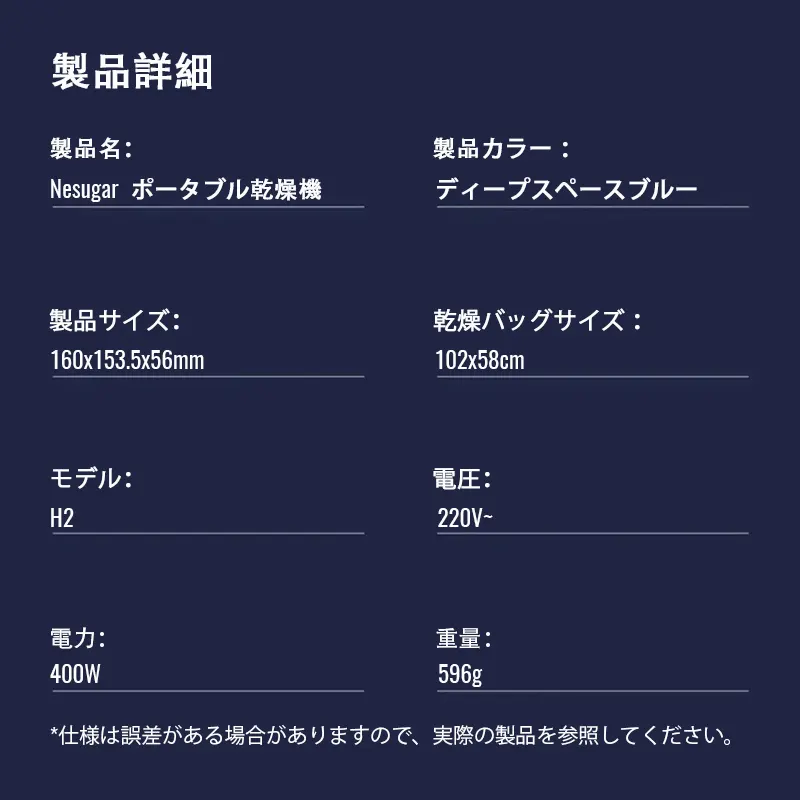 製品詳細
製品名：
Nesugar ポータブル乾燥機
製品カラー：
ディープスペースブルー
製品サイズ：
160x153.5x56mm
乾燥バッグサイズ：
102x58cm
モデル：
H2
電圧：
220V~
電力：
400W
重量：
596g
*仕様は誤差がある場合がありますので、実際の製品を参照してください。